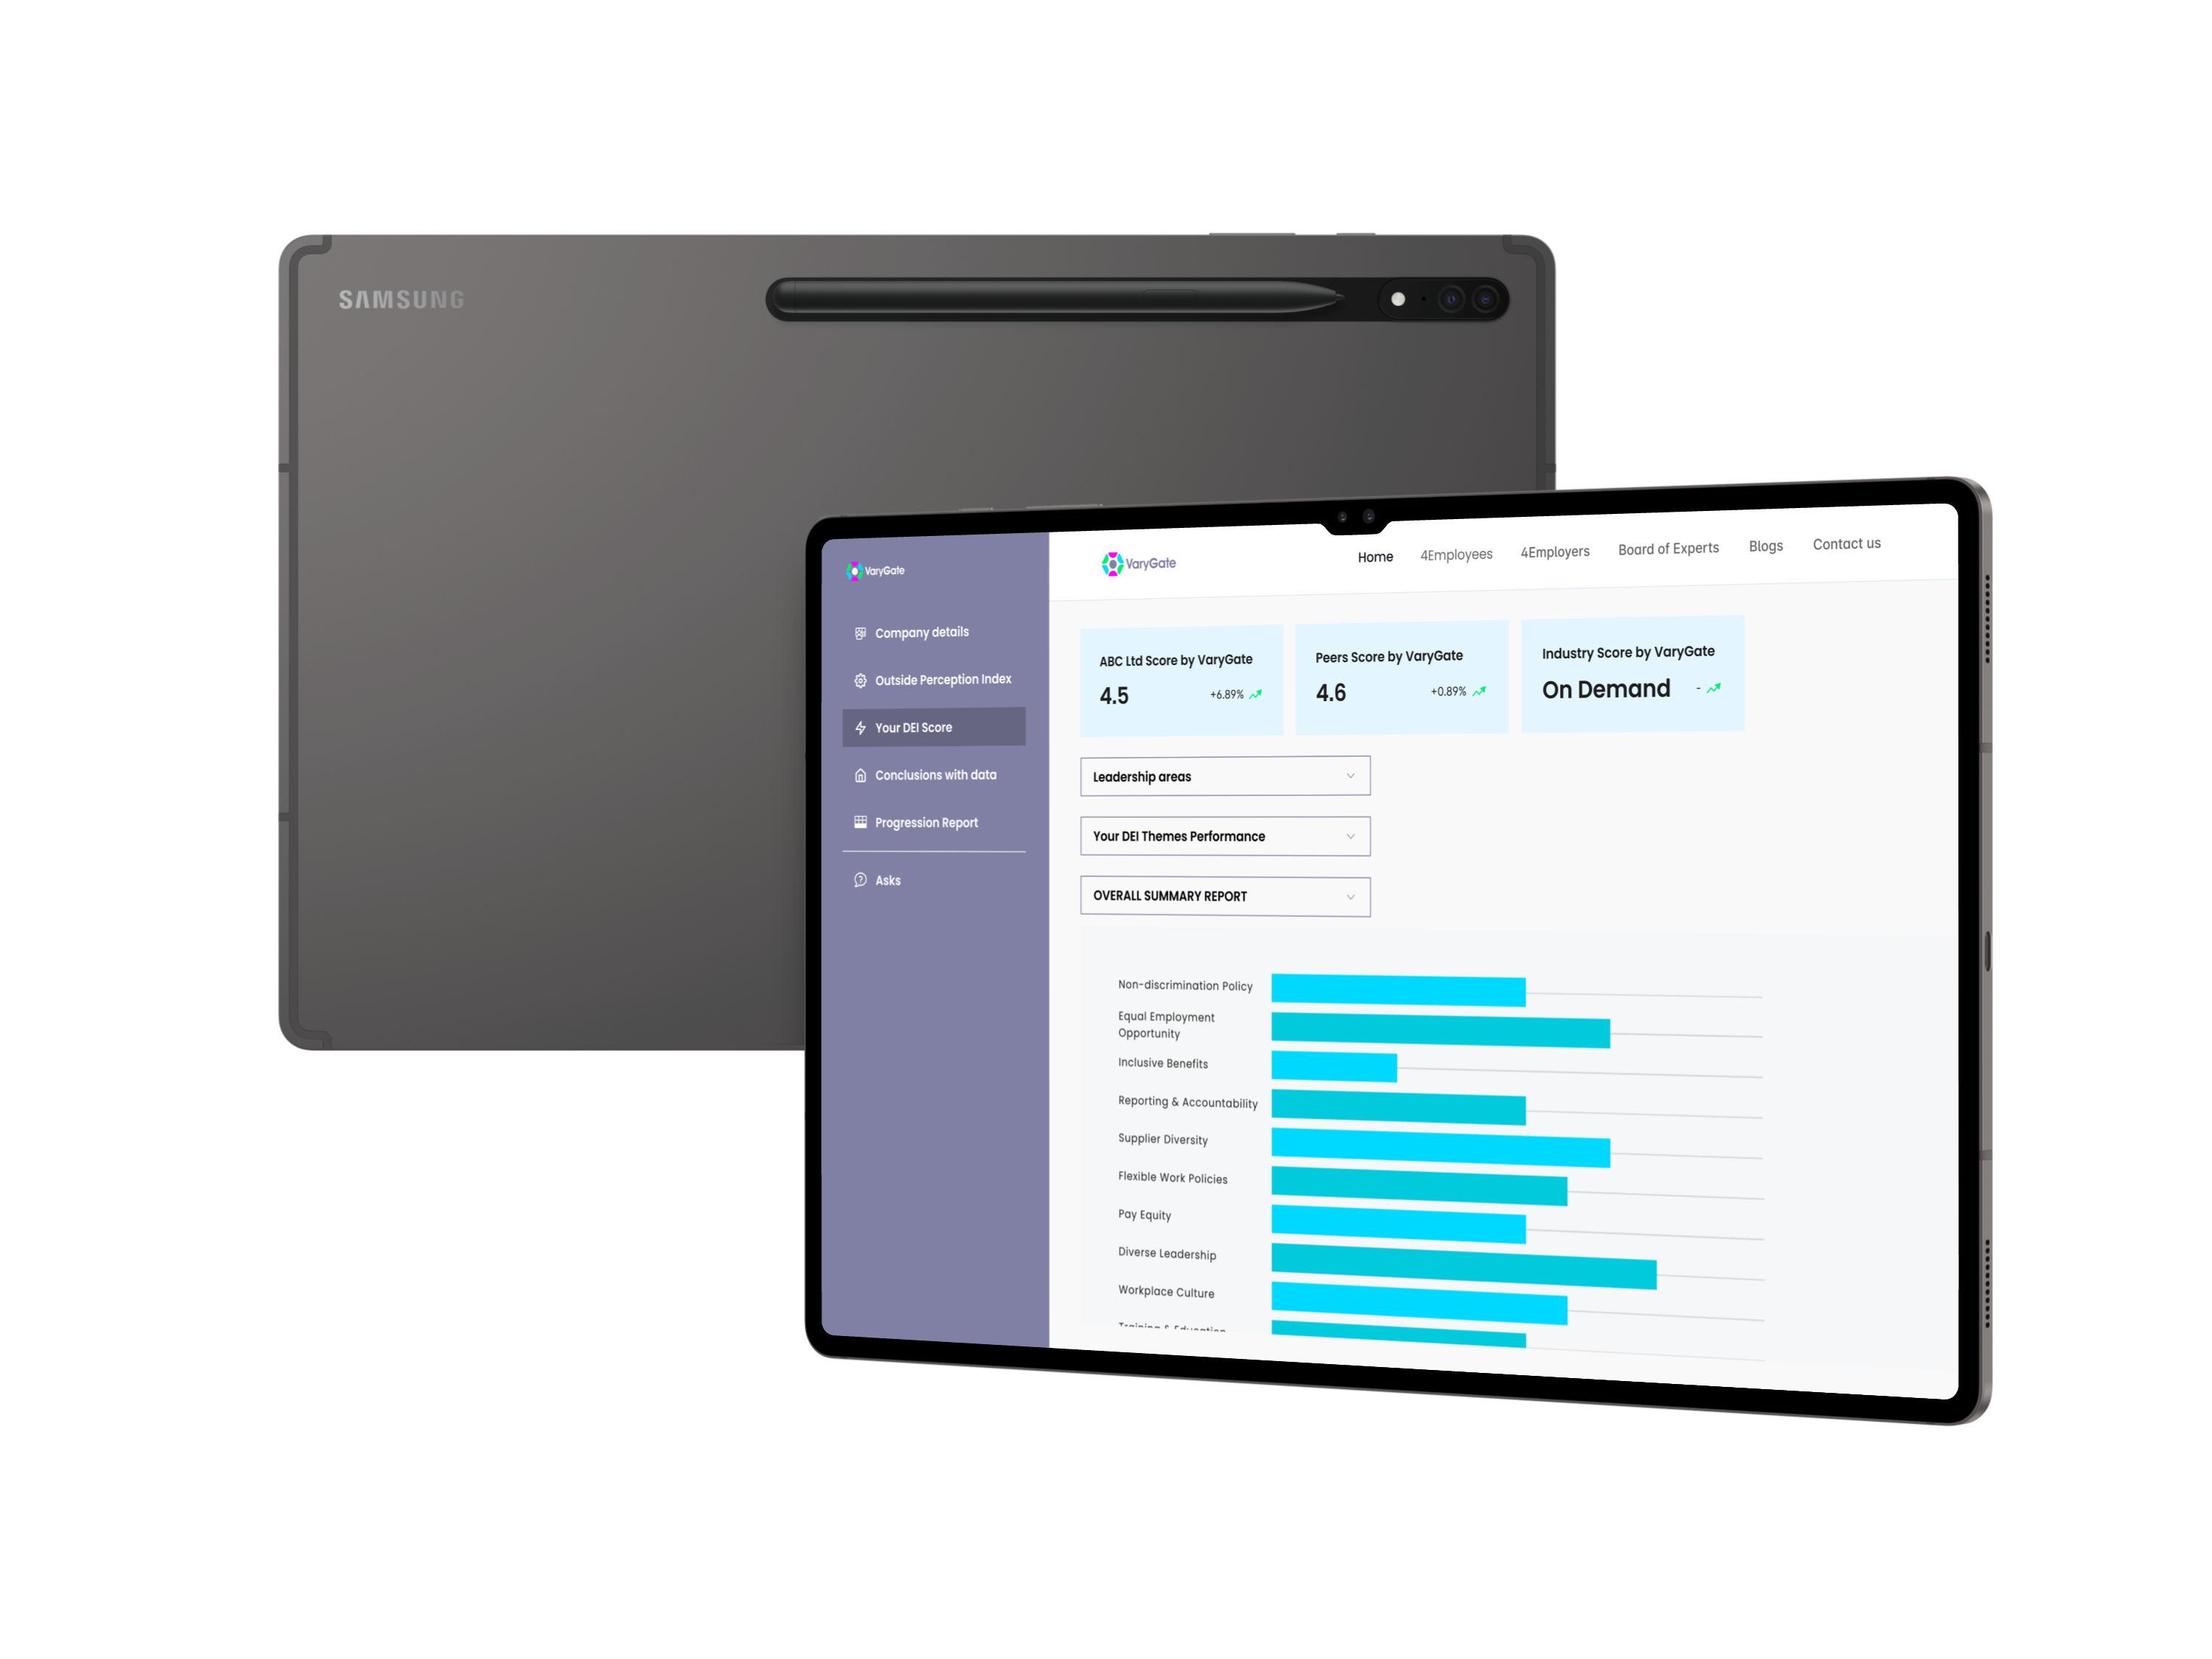 SAMSUNG
VaryGate
Company details
Outside Perception Index
Your DEI Score
Conclusions with data
Progression Report
Asks
VaryGate
Home
4Employees
4Employers
Board of Experts
Blogs
Contact us
ABC Ltd Score by VaryGate
4.5
+6.89%
Peers Score by VaryGate
4.6
+0.89%
Industry Score by VaryGate
On Demand
-
Leadership areas
Your DEI Themes Performance
OVERALL SUMMARY REPORT
Non-discrimination Policy
Equal Employment
Opportunity
Inclusive Benefits
Reporting & Accountability
Supplier Diversity
Flexible Work Policies
Pay Equity
Diverse Leadership
Workplace Culture
Training & Education